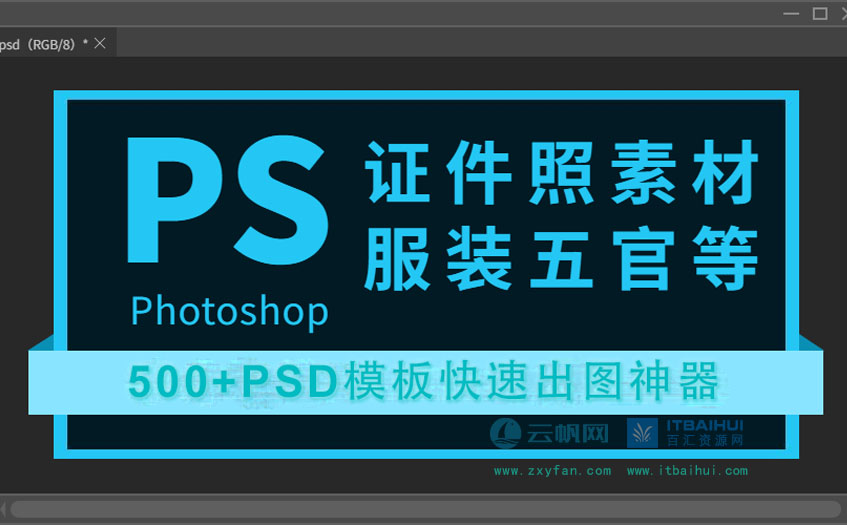 psd (RGB/8) *
PS
Photoshop
证件照素材
服装五官等
500+PSD模板快速出图神器
云帆网
ITBAIHUI
百汇资源网
www.zxyfan.com
www.itbaihui.com